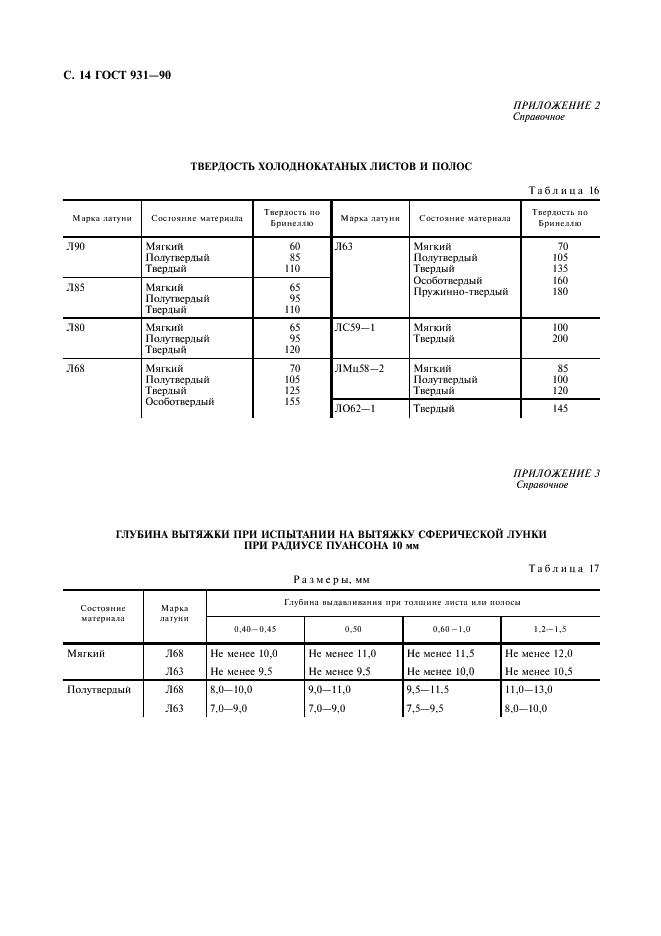 С. 14 ГОСТ 931—90
ПРИЛОЖЕНИЕ 2
Справочное
ТВЕРДОСТЬ ХОЛОДНОКАТАНЫХ ЛИСТОВ И ПОЛОС
Таблица 16
Марка латуни Состояние материала Твердость по Бринеллю Марка латуни Состояние материала Твердость по Бринеллю
Л90 Мягкий 60 Л63 Мягкий 70
Полутвердый 85 Полутвердый 105
Твердый 110 Твердый 135
Особотвердый 160
Л85 Мягкий 65 Пружинно-твердый 180
Полутвердый 95
Твердый 110
Л80 Мягкий 65 ЛС59—1 Мягкий 100
Полутвердый 95 Твердый 200
Твердый 120
Л68 Мягкий 70 ЛМц58—2 Мягкий 85
Полутвердый 105 Полутвердый 100
Твердый 125 Твердый 120
Особотвердый 155
ЛО62—1 Твердый 145
ПРИЛОЖЕНИЕ 3
Справочное
ГЛУБИНА ВЫТЯЖКИ ПРИ ИСПЫТАНИИ НА ВЫТЯЖКУ СФЕРИЧЕСКОЙ ЛУНКИ
ПРИ РАДИУСЕ ПУАНСОНА 10 мм
Таблица 17
Размеры, мм
Состояние материала Марка латуни Глубина выдавливания при толщине листа или полосы
0,40—0,45 0,50 0,60—1,0 1,2—1,5
Мягкий Л68 Не менее 10,0 Не менее 11,0 Не менее 11,5 Не менее 12,0
Л63 Не менее 9,5 Не менее 9,5 Не менее 10,0 Не менее 10,5
Полутвердый Л68 8,0—10,0 9,0—11,0 9,5—11,5 11,0—13,0
Л63 7,0—9,0 7,0—9,0 7,5—9,5 8,0—10,0